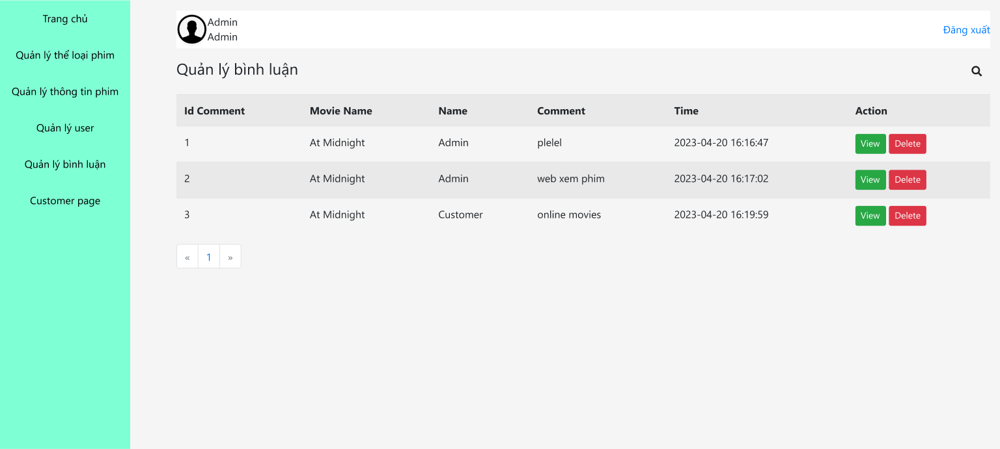 Trang chủ
Quản lý thể loại phim
Quản lý thông tin phim
Quản lý user
Quản lý bình luận
Customer page
Admin
Admin
Đăng xuất
Quản lý bình luận
Id Comment Movie Name Name Comment Time Action
1 At Midnight Admin plelel 2023-04-20 16:16:47 View Delete
2 At Midnight Admin web xem phim 2023-04-20 16:17:02 View Delete
3 At Midnight Customer online movies 2023-04-20 16:19:59 View Delete
« 1 »